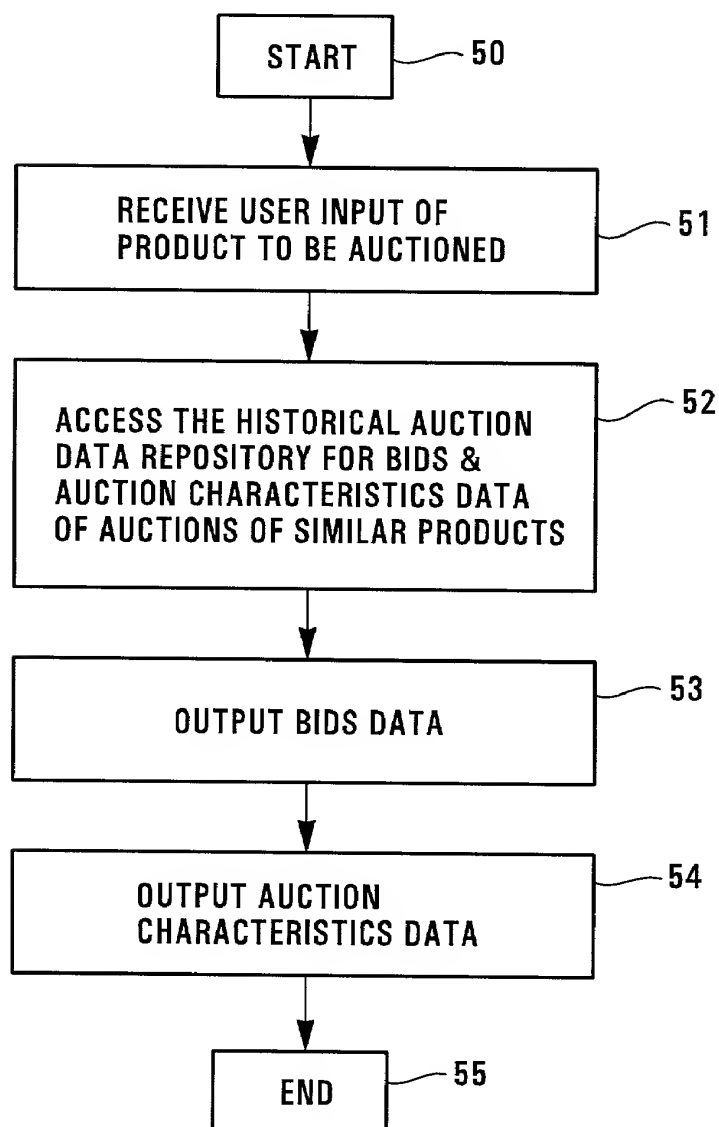 START
50
RECEIVE USER INPUT OF
PRODUCT TO BE AUCTIONED
51
ACCESS THE HISTORICAL AUCTION
DATA REPOSITORY FOR BIDS &
AUCTION CHARACTERISTICS DATA
OF AUCTIONS OF SIMILAR PRODUCTS
52
OUTPUT BIDS DATA
53
OUTPUT AUCTION
CHARACTERISTICS DATA
54
END
55